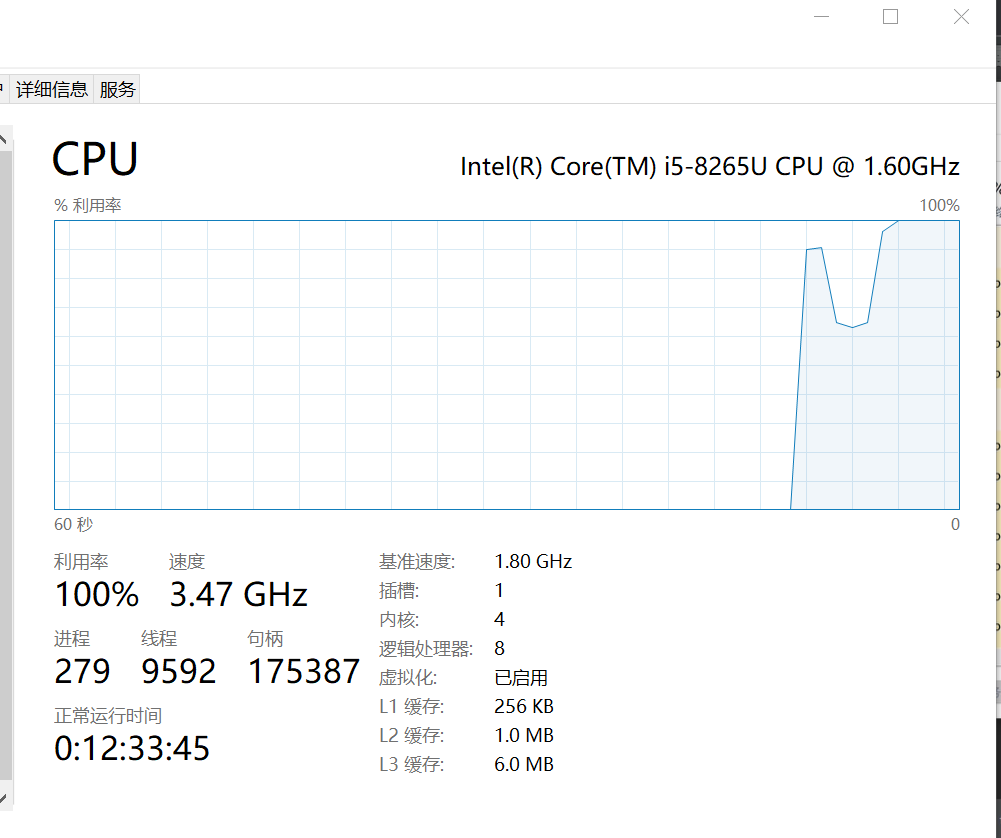 详细信息 服务
CPU
Intel(R) Core(TM) i5-8265U CPU @ 1.60GHz
% 利用率 100%
60 秒 0
利用率 速度
100% 3.47 GHz
进程 线程 句柄
279 9592 175387
正常运行时间
0:12:33:45
基准速度: 1.80 GHz
插槽: 1
内核: 4
逻辑处理器: 8
虚拟化: 已启用
L1 缓存: 256 KB
L2 缓存: 1.0 MB
L3 缓存: 6.0 MB